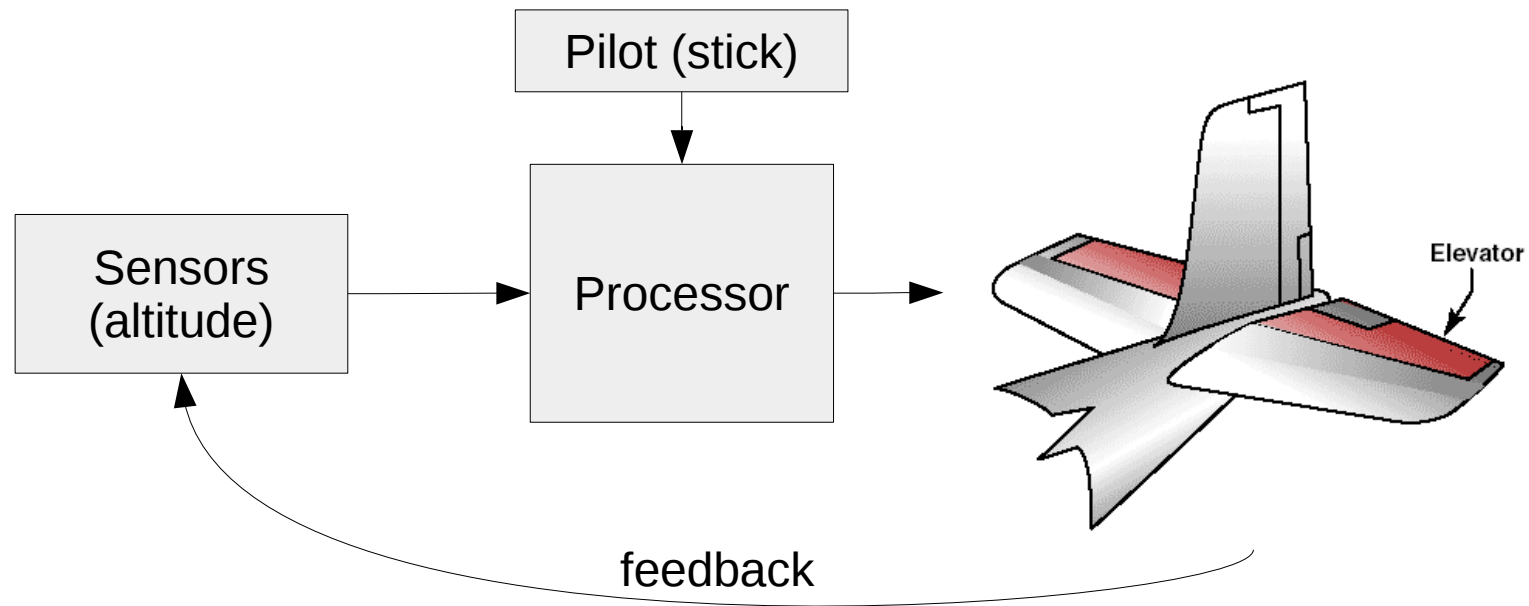 Pilot (stick)
Sensors
(altitude)
Processor
Elevator
feedback